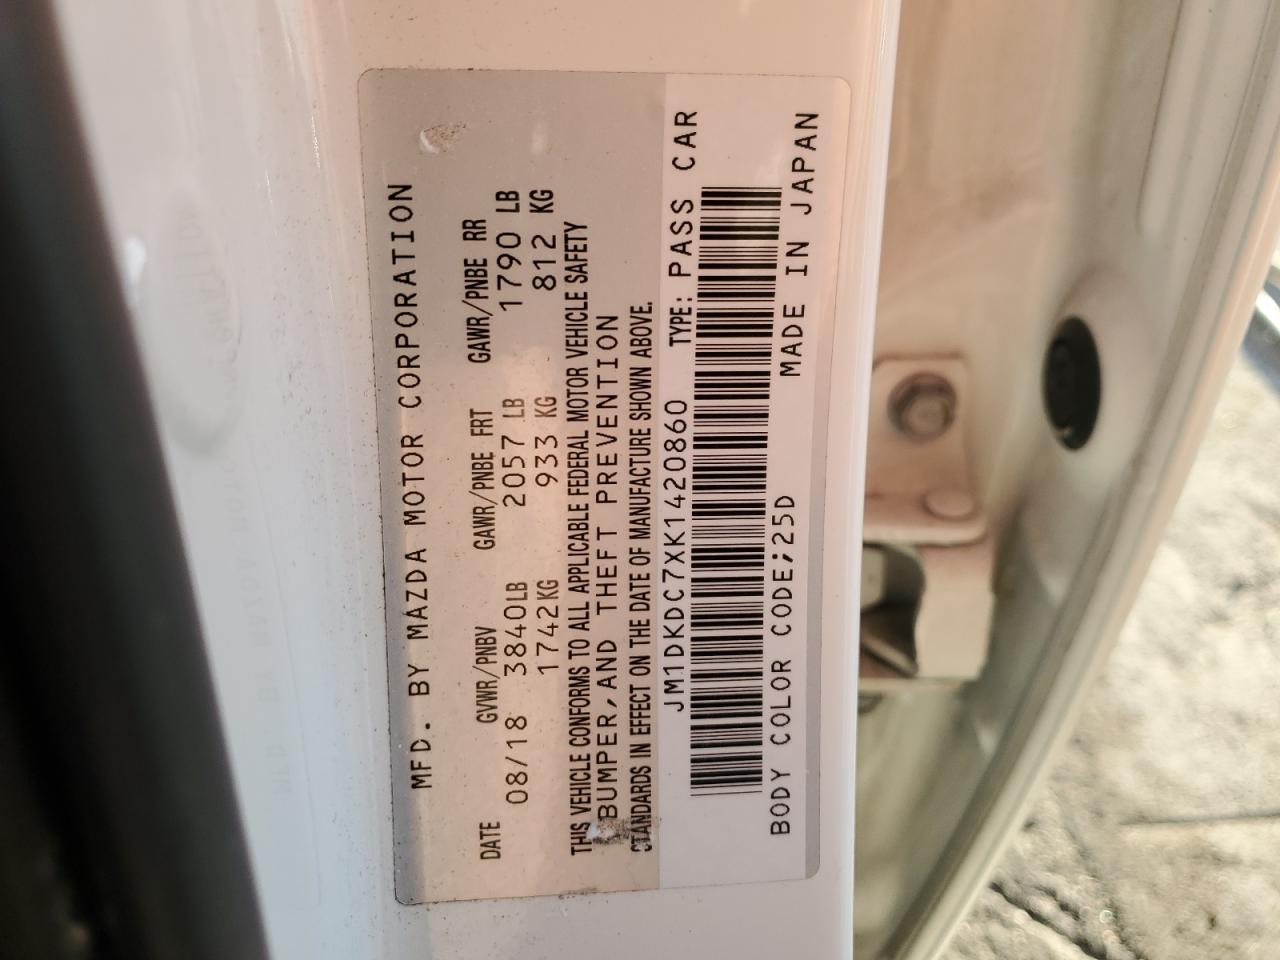 MFD. BY MAZDA MOTOR CORPORATION
DATE GVWR/PNBV GAWR/PNBE FRT GAWR/PNBE RR
08/18 3840LB 2057 LB 1790 LB
1742KG 933 KG 812 KG
THIS VEHICLE CONFORMS TO ALL APPLICABLE FEDERAL MOTOR VEHICLE SAFETY
BUMPER, AND THEFT PREVENTION
STANDARDS IN EFFECT ON THE DATE OF MANUFACTURE SHOWN ABOVE.
JM1DKDC7XK1420860 TYPE: PASS CAR
BODY COLOR CODE;25D MADE IN JAPAN